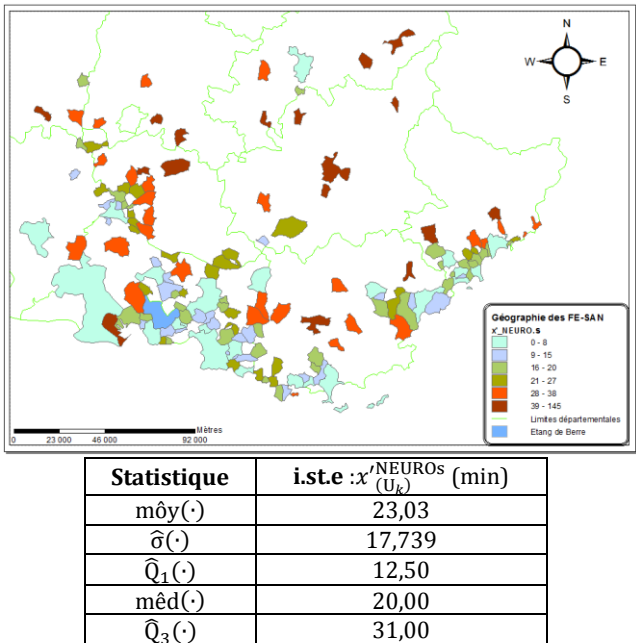 N
W E
S
Géographie des FE-SAN
x'_NEURO.s
0 - 8
9 - 15
16 - 20
21 - 27
28 - 38
39 - 145
Limites départementales
Etang de Berre
Mètres
0 23 000 46 000 92 000
Statistique i.st.e :x′ᴺᴱᵁᴿᴼˢ₍U_k₎ (min)
môy(·) 23,03
σ̂(·) 17,739
Q̂₁(·) 12,50
mêd(·) 20,00
Q̂₃(·) 31,00